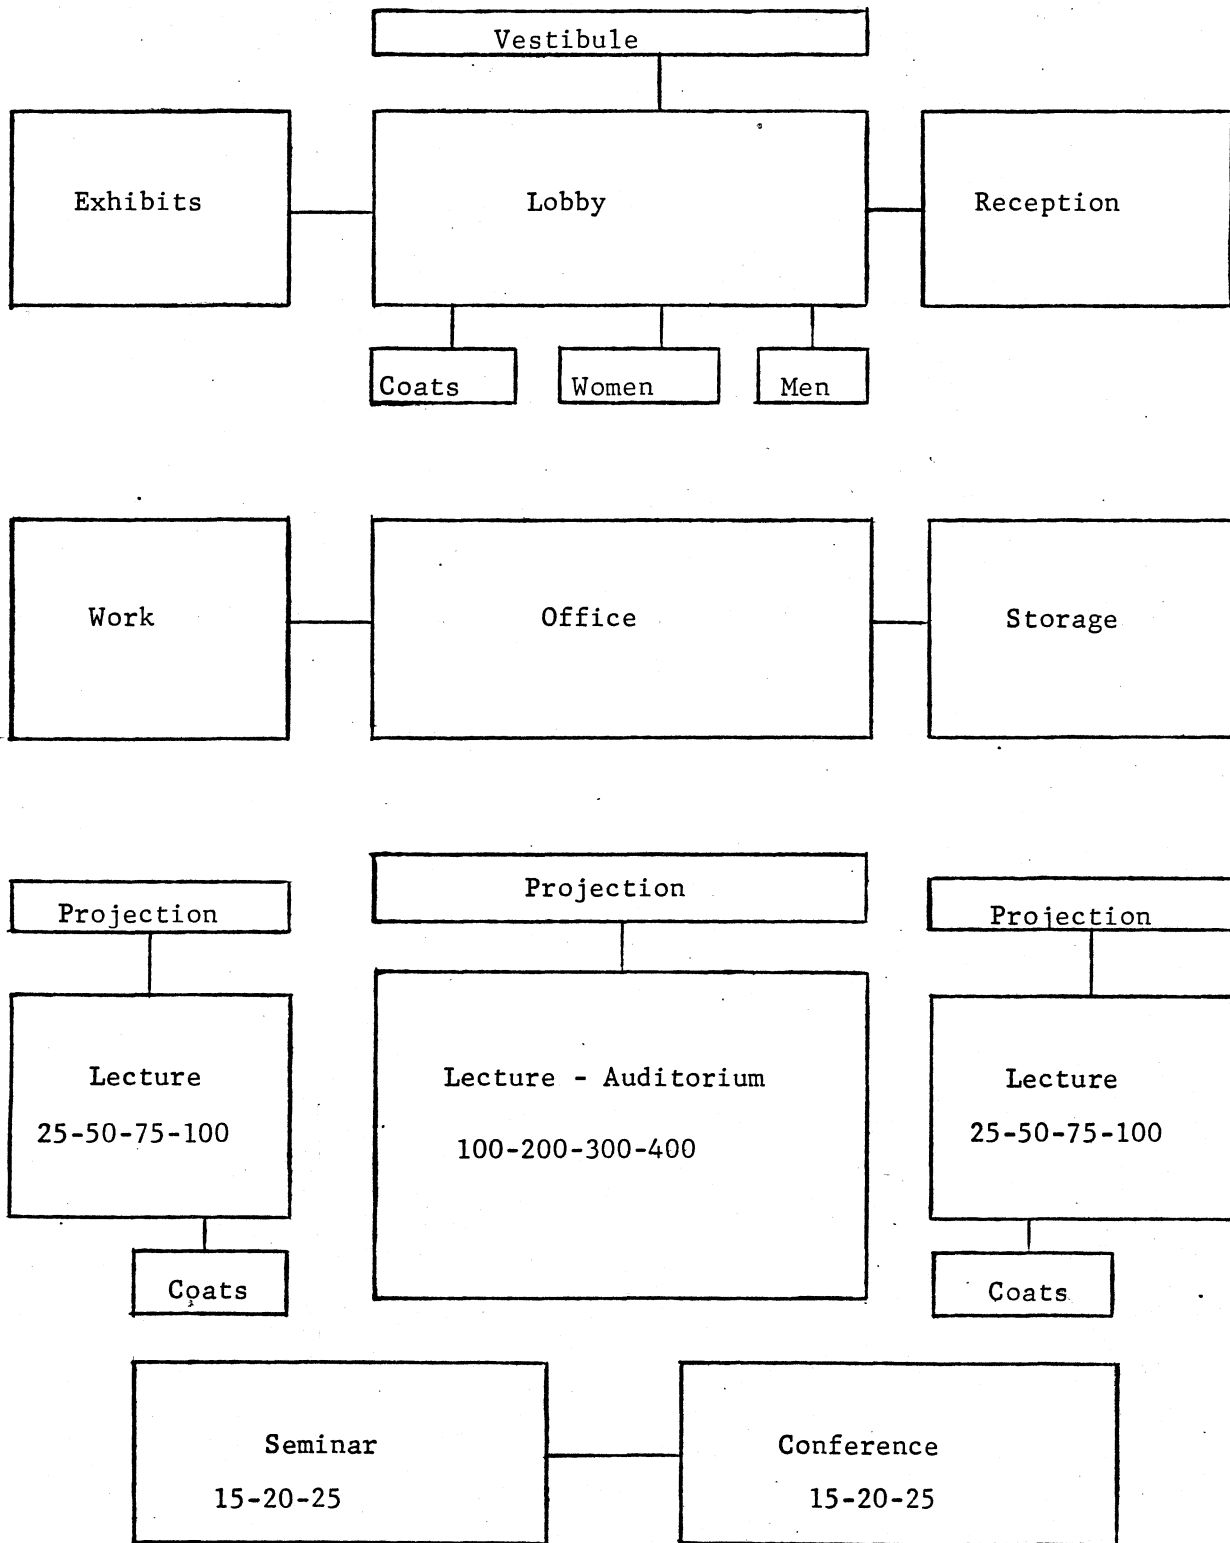 Vestibule
Exhibits
Lobby
Reception
Coats
Women
Men
Work
Office
Storage
Projection
Projection
Projection
Lecture
25-50-75-100
Lecture - Auditorium
100-200-300-400
Lecture
25-50-75-100
Coats
Coats
Seminar
15-20-25
Conference
15-20-25